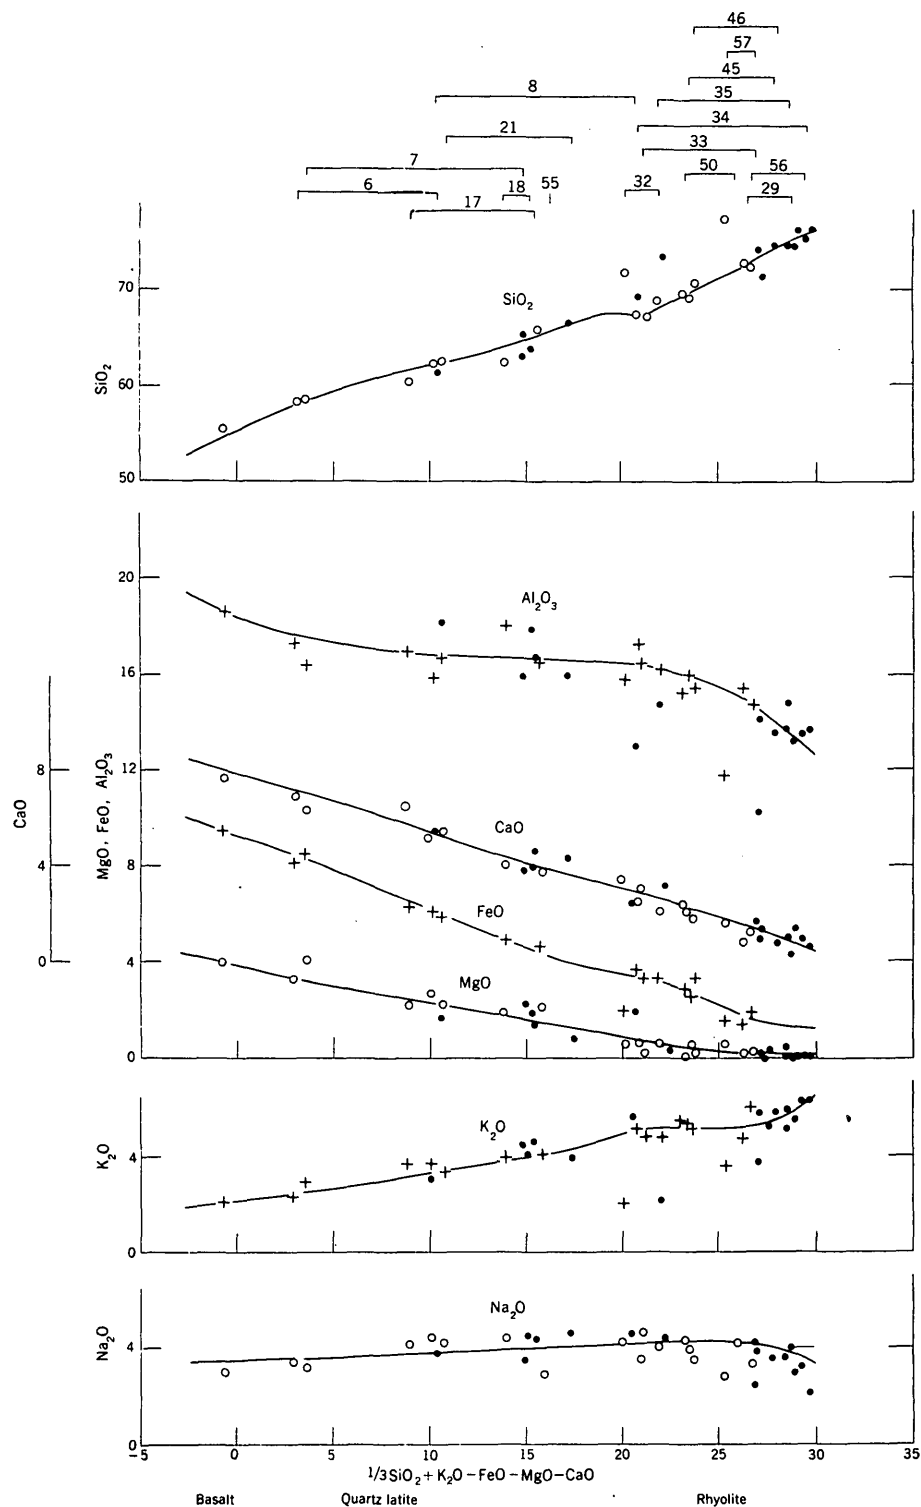 46
57
45
8
35
34
21
33
7
50
56
6
18
55
32
29
17
70
SiO₂
SiO₂
60
50
20
Al₂O₃
16
8
12
CaO
MgO, FeO, Al₂O₃
CaO
4
8
FeO
0
4
MgO
0
K₂O
K₂O
4
0
Na₂O
Na₂O
4
0
-5 0 5 10 15 20 25 30 35
1/3SiO₂ + K₂O – FeO – MgO – CaO
Basalt Quartz latite Rhyolite